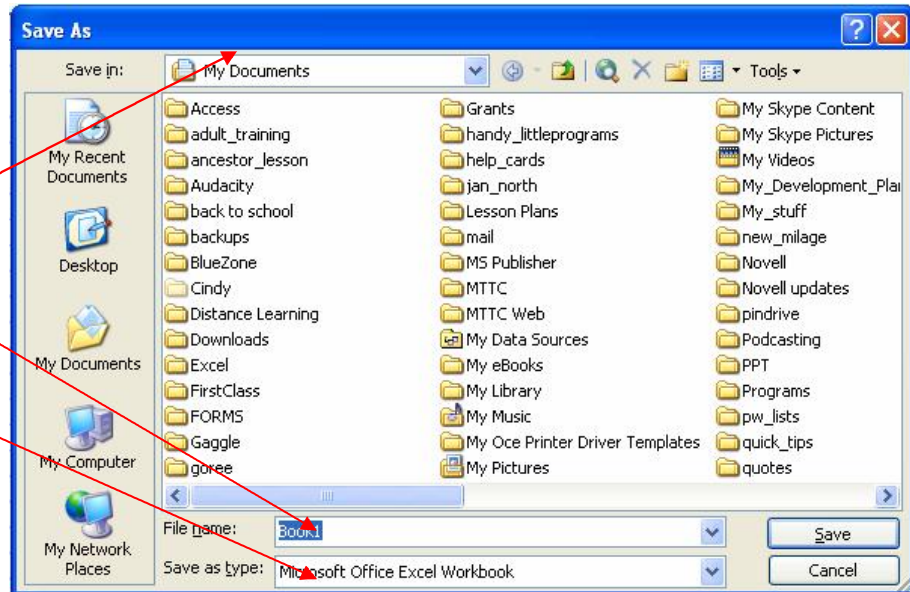 Save As
Save in:
My Documents
Tools
My Recent
Documents
Desktop
My Documents
My Computer
My Network
Places
Access
adult_training
ancestor_lesson
Audacity
back to school
backups
BlueZone
Cindy
Distance Learning
Downloads
Excel
FirstClass
FORMS
Gaggle
goree
Grants
handy_littleprograms
help_cards
jan_north
Lesson Plans
mail
MS Publisher
MTTC
MTTC Web
My Data Sources
My eBooks
My Library
My Music
My Oce Printer Driver Templates
My Pictures
My Skype Content
My Skype Pictures
My Videos
My_Development_Pla
My_stuff
new_milage
Novell
Novell updates
pindrive
Podcasting
PPT
Programs
pw_lists
quick_tips
quotes
File name:
Book1
Save
Save as type:
Microsoft Office Excel Workbook
Cancel